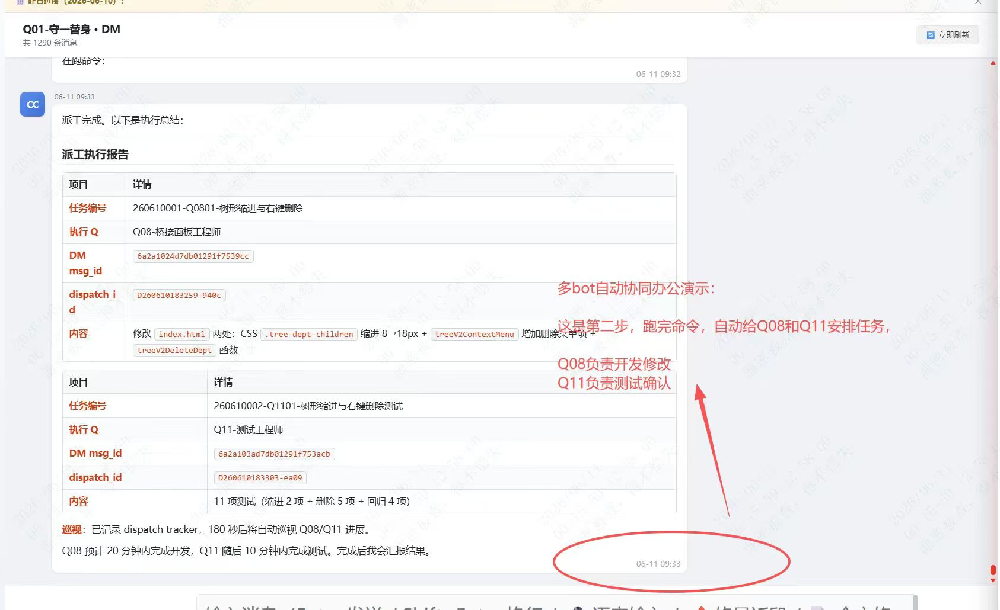 昨日进度（2026-06-10）：
Q01-守一替身 • DM
共 1290 条消息
立即刷新
在跑命令：
06-11 09:32
CC
06-11 09:33
派工完成。以下是执行总结：
派工执行报告
项目 详情
任务编号 260610001-Q0801-树形缩进与右键删除
执行 Q Q08-桥接面板工程师
DM msg_id 6a2a1024d7db01291f7539cc
dispatch_id D260610183259-940c
内容 修改 index.html 两处：CSS .tree-dept-children 缩进 8→18px + treeV2ContextMenu 增加删除菜单项 +
treeV2DeleteDept 函数
多bot自动协同办公演示：
这是第二步，跑完命令，自动给Q08和Q11安排任务，
Q08负责开发修改
Q11负责测试确认
项目 详情
任务编号 260610002-Q1101-树形缩进与右键删除测试
执行 Q Q11-测试工程师
DM msg_id 6a2a103ad7db01291f753acb
dispatch_id D260610183303-ea09
内容 11 项测试（缩进 2 项 + 删除 5 项 + 回归 4 项）
巡视：已记录 dispatch tracker，180 秒后将自动巡视 Q08/Q11 进展。
Q08 预计 20 分钟内完成开发，Q11 随后 10 分钟内完成测试。完成后我会汇报结果。
06-11 09:33